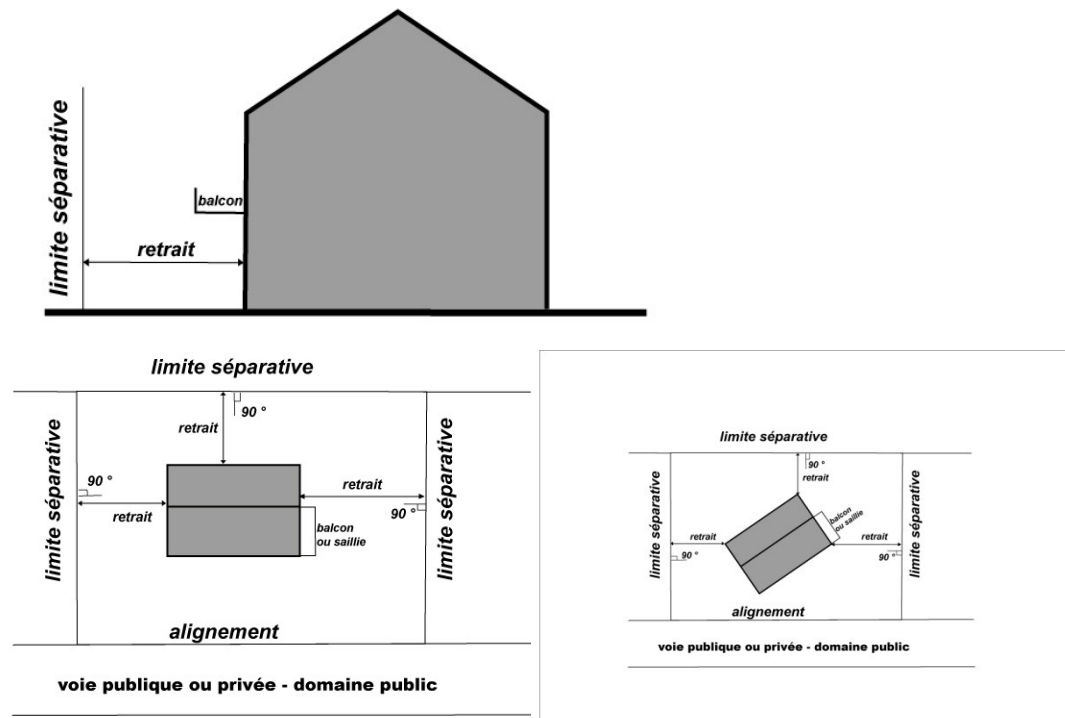 limite séparative
balcon
retrait
limite séparative
90 °
retrait
limite séparative
90 °
retrait
retrait
90 °
limite séparative
balcon
ou saillie
alignement
voie publique ou privée - domaine public
limite séparative
90 °
retrait
limite séparative
balcon
ou saillie
retrait
retrait
90 °
90 °
limite séparative
alignement
voie publique ou privée - domaine public